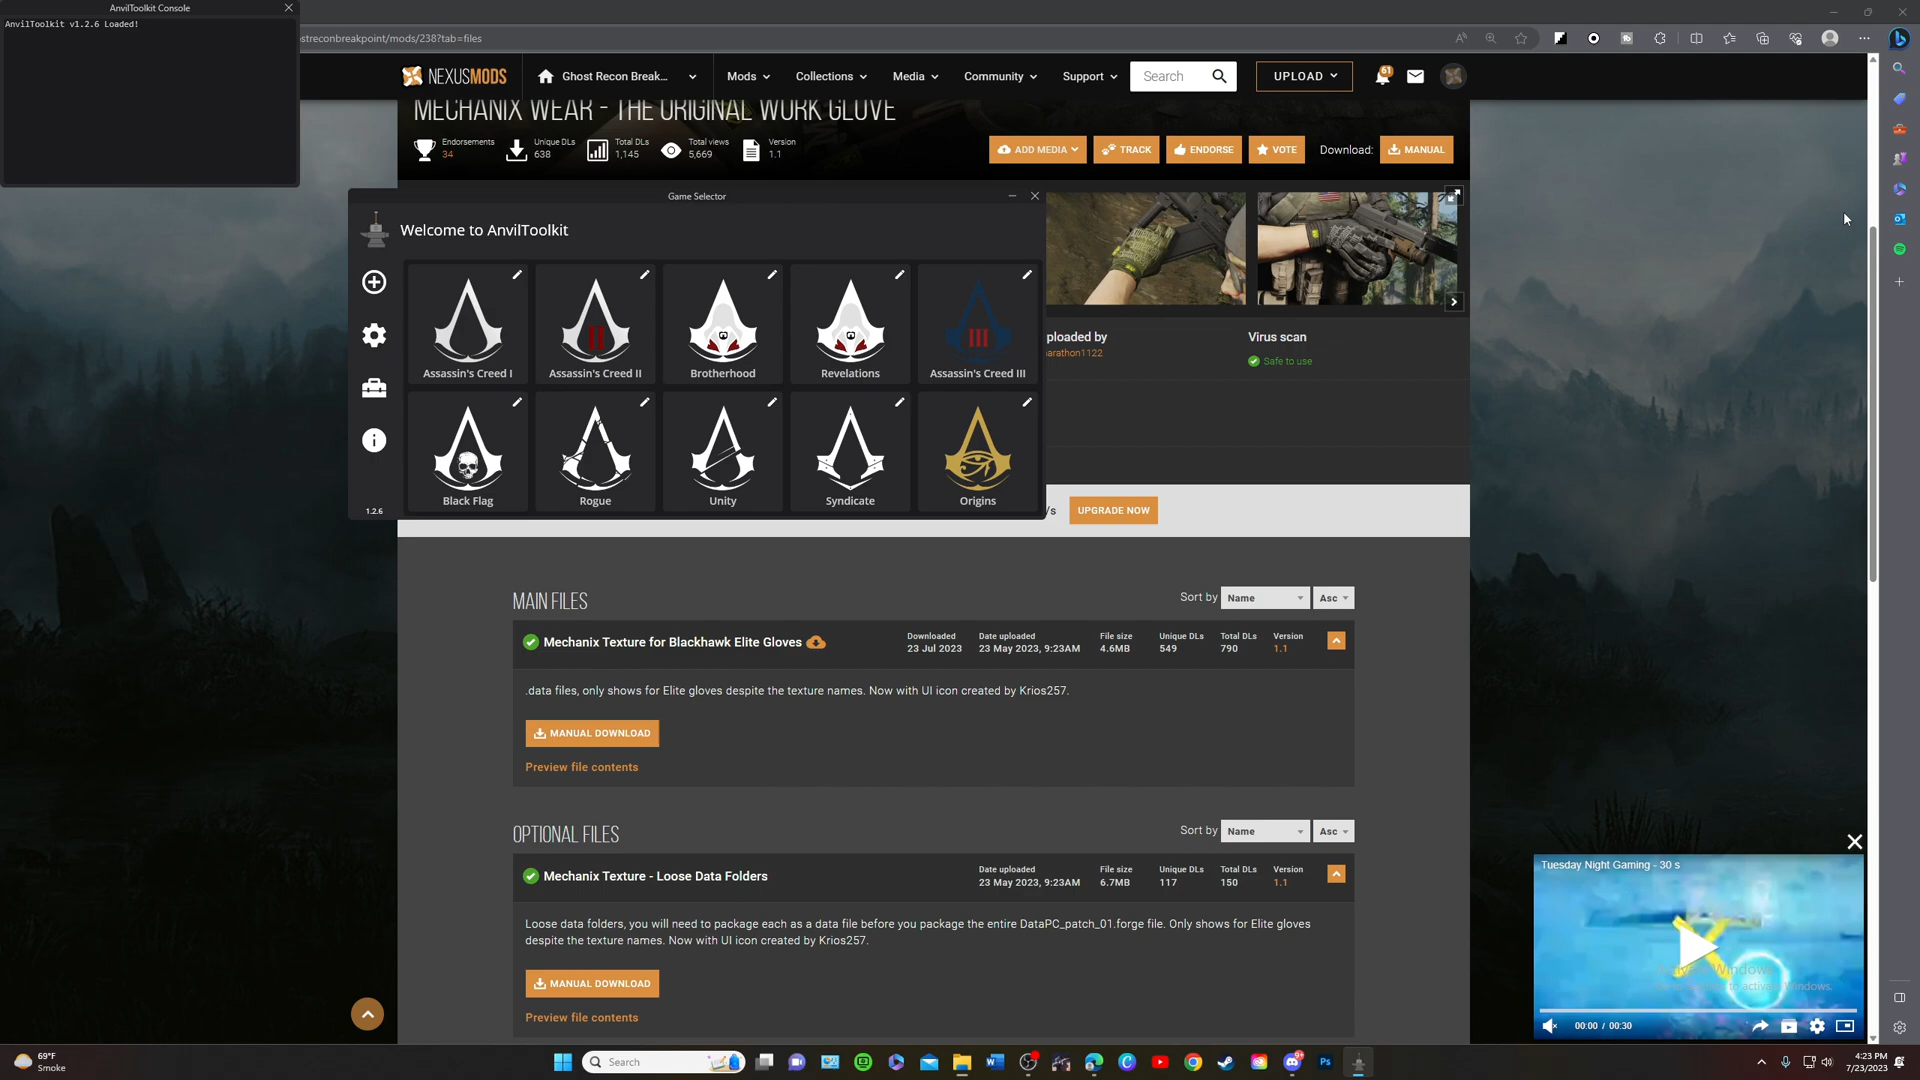 AnvilToolkit Console
AnvilToolkit v1.2.6 Loaded!
streconbreakpoint/mods/238?tab=files
NEXUSMODS
Ghost Recon Break...
Mods
Collections
Media
Community
Support
Search
UPLOAD
61
MECHANIX WEAR - THE ORIGINAL WORK GLOVE
Endorsements
34
Unique DLs
638
Total DLs
1,145
Total views
5,669
Version
1.1
ADD MEDIA
TRACK
ENDORSE
VOTE
Download:
MANUAL
Game Selector
Welcome to AnvilToolkit
Assassin's Creed I
Assassin's Creed II
Brotherhood
Revelations
Assassin's Creed III
Black Flag
Rogue
Unity
Syndicate
Origins
1.2.6
ploaded by
arathon1122
Virus scan
Safe to use
/s
UPGRADE NOW
MAIN FILES
Sort by
Name
Asc
Mechanix Texture for Blackhawk Elite Gloves
Downloaded
23 Jul 2023
Date uploaded
23 May 2023, 9:23AM
File size
4.6MB
Unique DLs
549
Total DLs
790
Version
1.1
.data files, only shows for Elite gloves despite the texture names. Now with UI icon created by Krios257.
MANUAL DOWNLOAD
Preview file contents
OPTIONAL FILES
Sort by
Name
Asc
Mechanix Texture - Loose Data Folders
Date uploaded
23 May 2023, 9:23AM
File size
6.7MB
Unique DLs
117
Total DLs
150
Version
1.1
Loose data folders, you will need to package each as a data file before you package the entire DataPC_patch_01.forge file. Only shows for Elite gloves
despite the texture names. Now with UI icon created by Krios257.
MANUAL DOWNLOAD
Preview file contents
Tuesday Night Gaming - 30 s
00:00 / 00:30
69°F
Smoke
Search
4:23 PM
7/23/2023